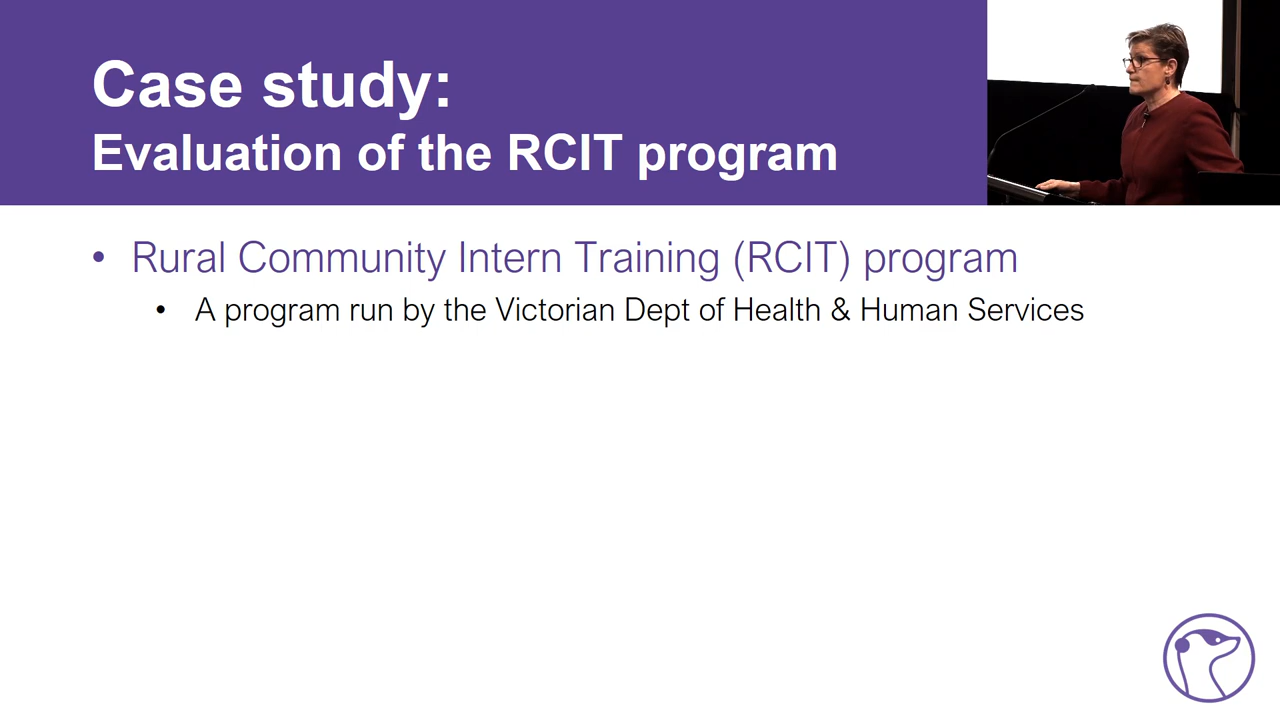 Case study:
Evaluation of the RCIT program
• Rural Community Intern Training (RCIT) program
• A program run by the Victorian Dept of Health & Human Services